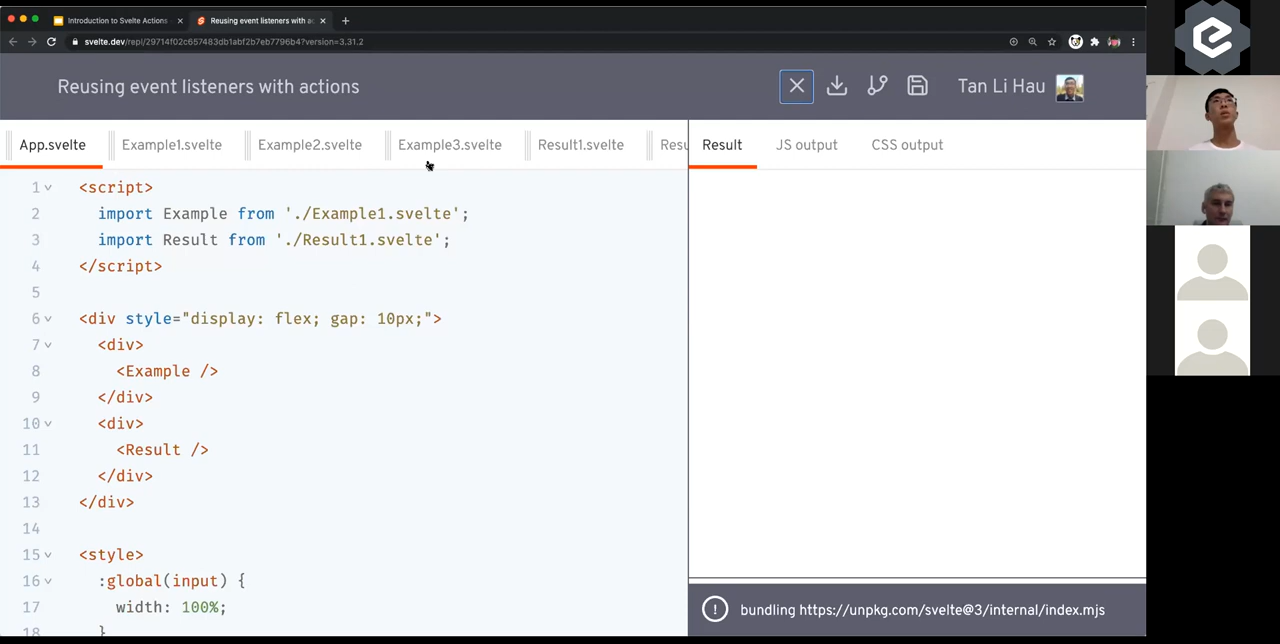 Introduction to Svelte Actions
Reusing event listeners with ac
svelte.dev/repl/29714f02c657483db1abf2b7eb7796b4?version=3.31.2
Reusing event listeners with actions
Tan Li Hau
App.svelte
Example1.svelte
Example2.svelte
Example3.svelte
Result1.svelte
Resu
Result
JS output
CSS output
1 <script>
2 import Example from './Example1.svelte';
3 import Result from './Result1.svelte';
4 </script>
5
6 <div style="display: flex; gap: 10px;">
7 <div>
8 <Example />
9 </div>
10 <div>
11 <Result />
12 </div>
13 </div>
14
15 <style>
16 :global(input) {
17 width: 100%;
18 }
! bundling https://unpkg.com/svelte@3/internal/index.mjs